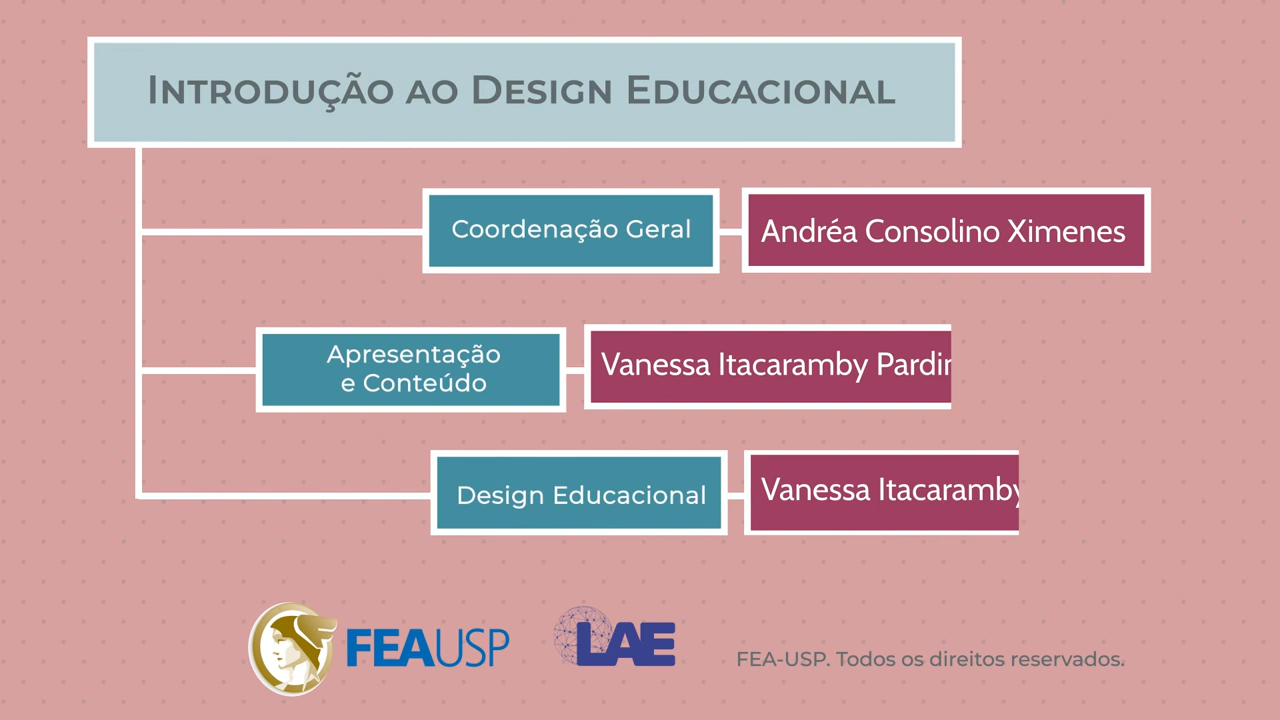 Introdução ao Design Educacional
Coordenação Geral
Andréa Consolino Ximenes
Apresentação
e Conteúdo
Vanessa Itacaramby
Design Educacional
Vanessa Itacaramby
FEAUSP
LAE
FEA-USP. Todos os direitos reservados.